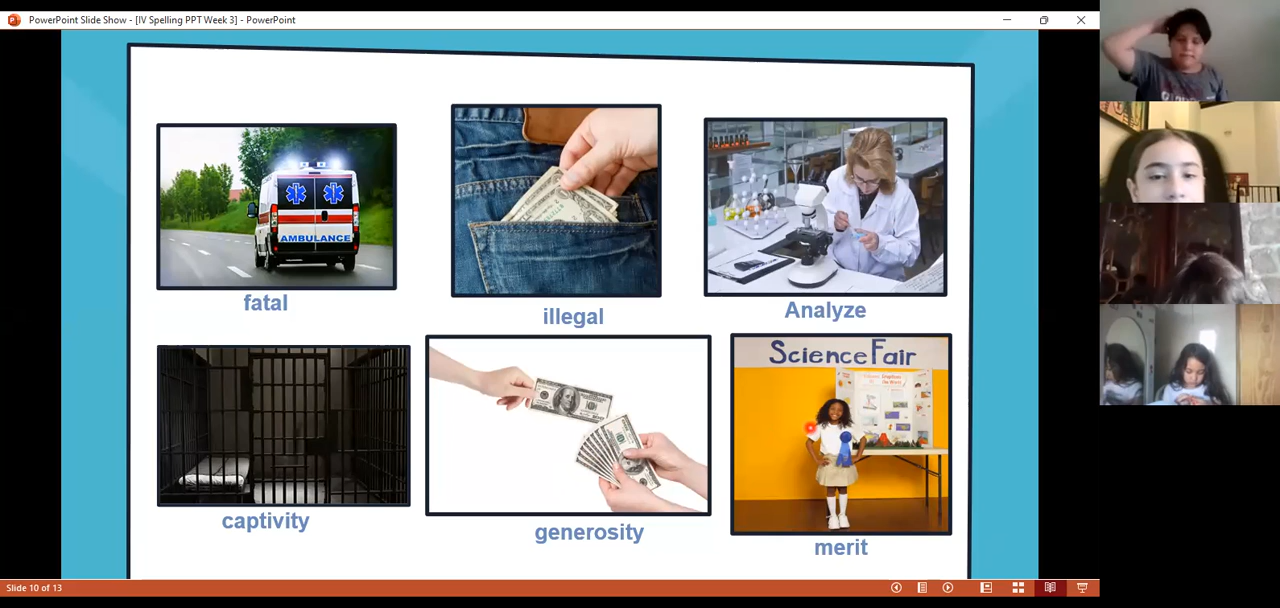 PowerPoint Slide Show - [IV Spelling PPT Week 3] - PowerPoint
AMBULANCE
fatal
illegal
Analyze
Science Fair
captivity
generosity
merit
Slide 10 of 13